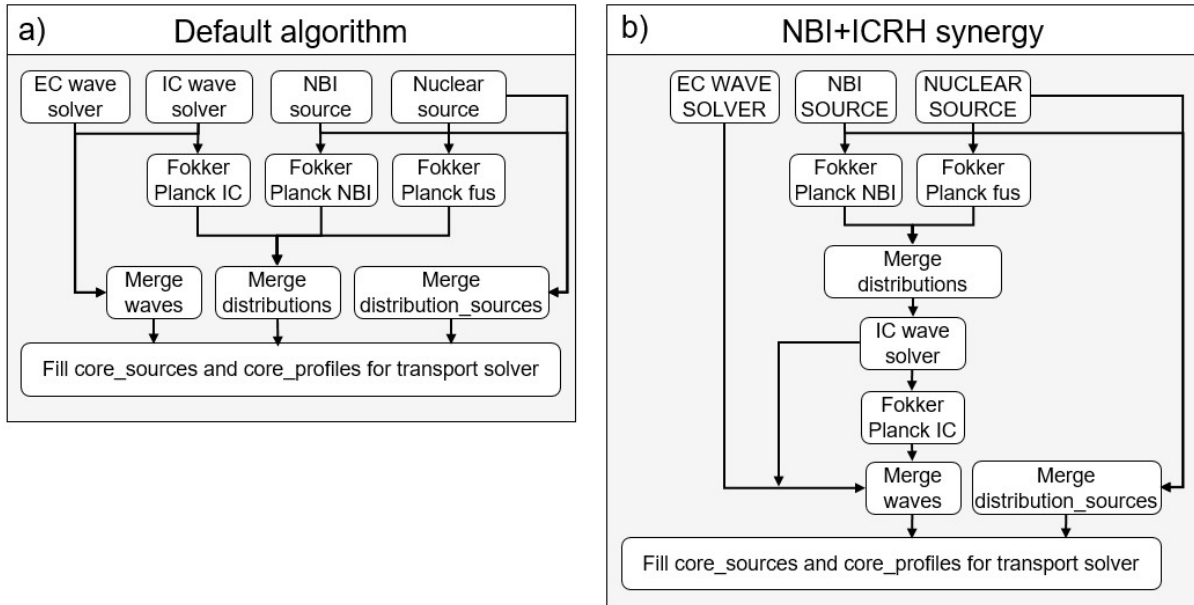 a) Default algorithm
EC wave
solver
IC wave
solver
NBI
source
Nuclear
source
Fokker
Planck IC
Fokker
Planck NBI
Fokker
Planck fus
Merge
waves
Merge
distributions
Merge
distribution_sources
Fill core_sources and core_profiles for transport solver
b) NBI+ICRH synergy
EC WAVE
SOLVER
NBI
SOURCE
NUCLEAR
SOURCE
Fokker
Planck NBI
Fokker
Planck fus
Merge
distributions
IC wave
solver
Fokker
Planck IC
Merge
waves
Merge
distribution_sources
Fill core_sources and core_profiles for transport solver